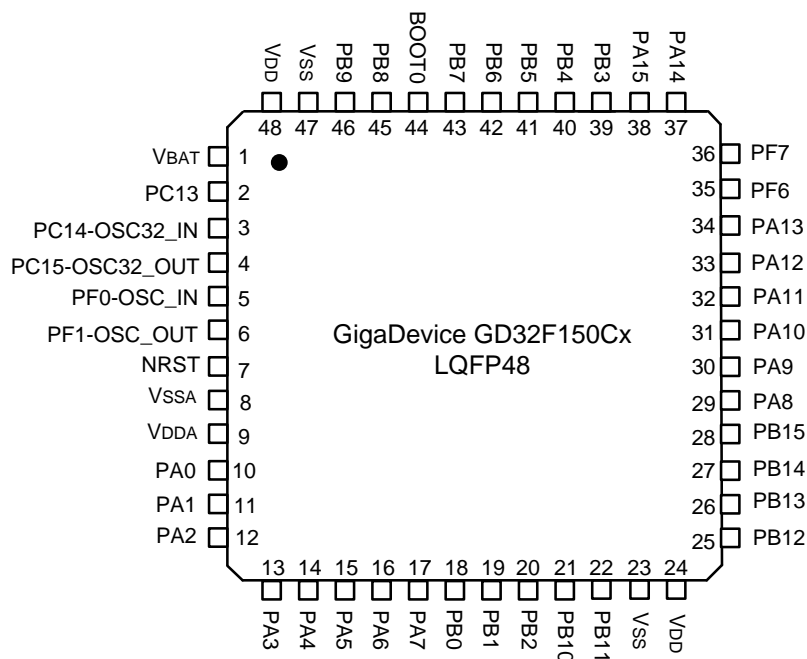 VDD VSS PB9 PB8 BOOT0 PB7 PB6 PB5 PB4 PB3 PA15 PA14
48 47 46 45 44 43 42 41 40 39 38 37
VBAT 1 36 PF7
PC13 2 35 PF6
PC14-OSC32_IN 3 34 PA13
PC15-OSC32_OUT 4 33 PA12
PF0-OSC_IN 5 32 PA11
PF1-OSC_OUT 6 31 PA10
NRST 7 30 PA9
VSSA 8 29 PA8
VDDA 9 28 PB15
PA0 10 27 PB14
PA1 11 26 PB13
PA2 12 25 PB12
GigaDevice GD32F150Cx
LQFP48
13 14 15 16 17 18 19 20 21 22 23 24
PA3 PA4 PA5 PA6 PA7 PB0 PB1 PB2 PB10 PB11 VSS VDD